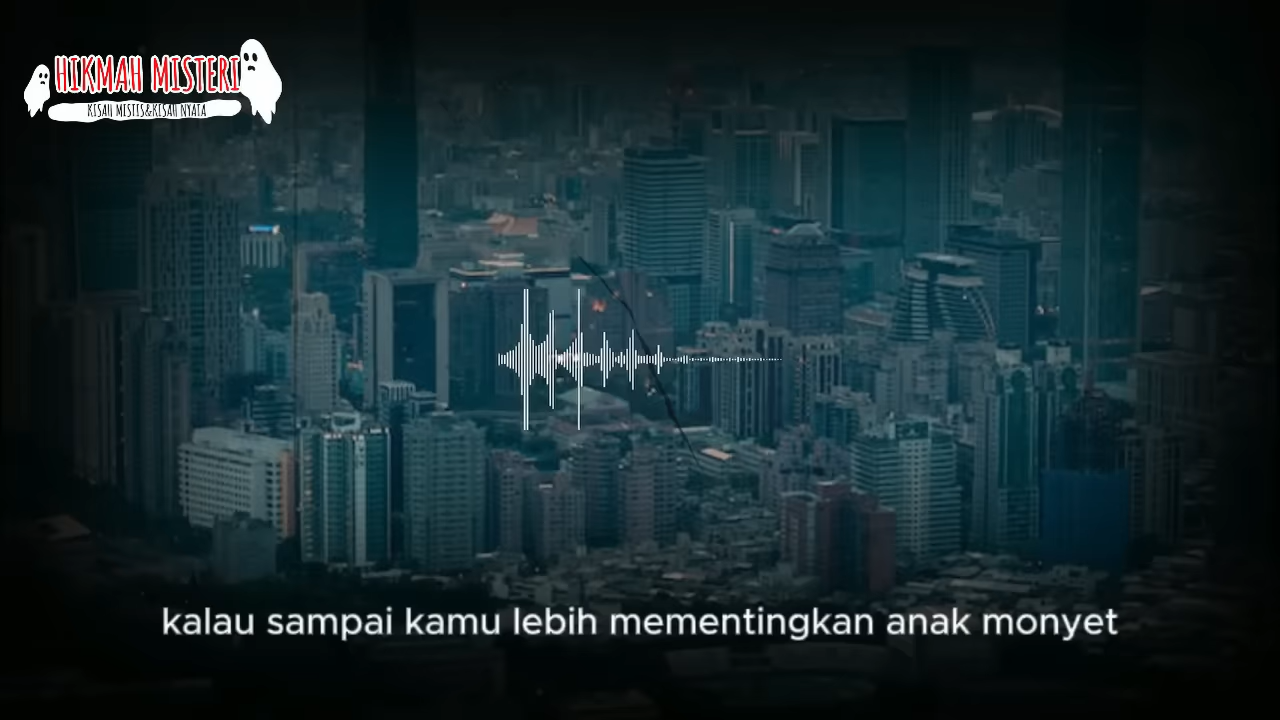 HIKMAH MISTERI
KISAH MISTIS&KISAH NYATA
kalau sampai kamu lebih mementingkan anak monyet